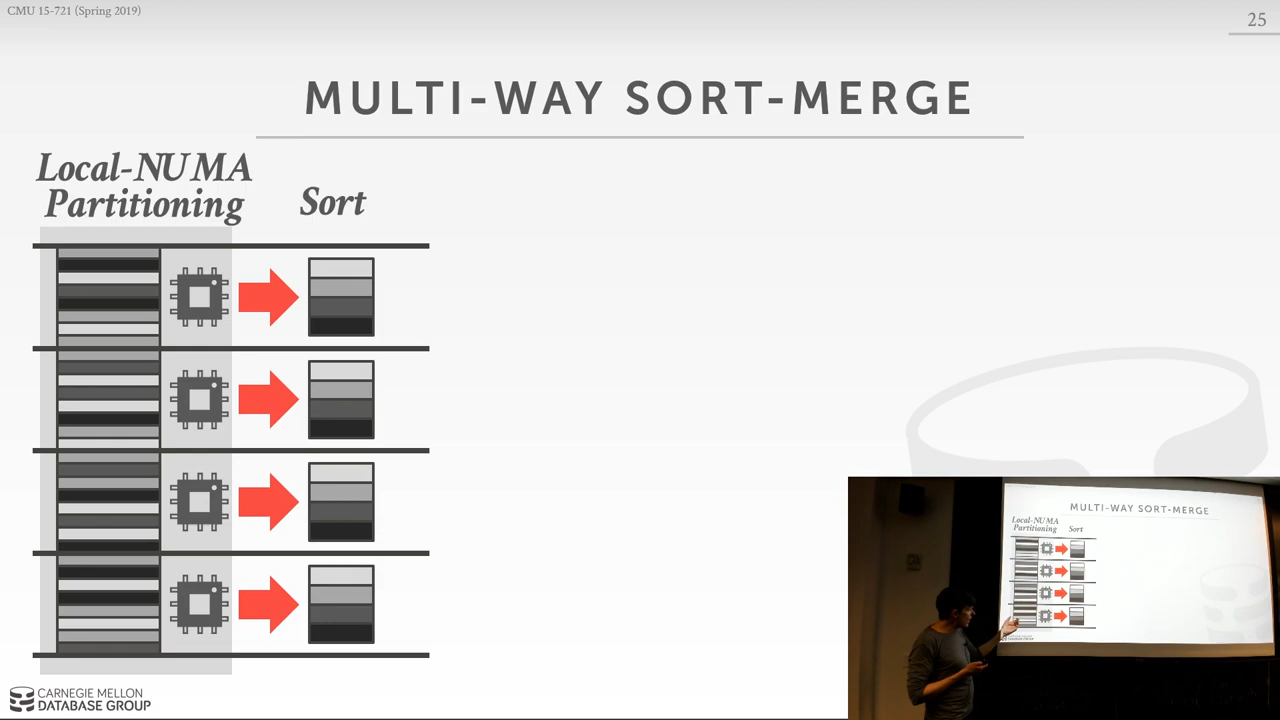 CMU 15-721 (Spring 2019)
25
MULTI-WAY SORT-MERGE
Local-NUMA
Partitioning
Sort
CARNEGIE MELLON
DATABASE GROUP
MULTI-WAY SORT-MERGE
Local-NUMA
Partitioning
Sort